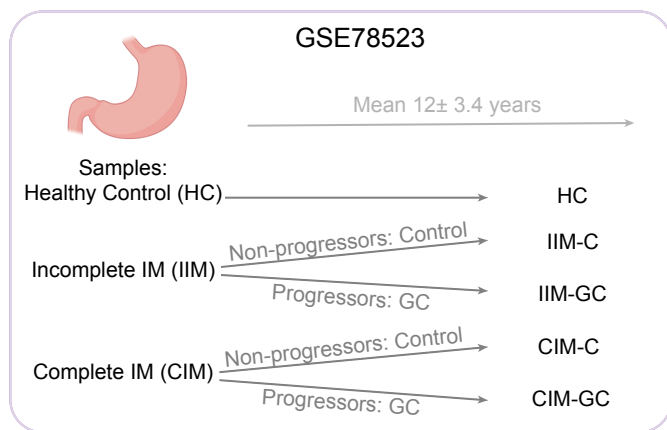 GSE78523
Mean 12± 3.4 years
Samples:
Healthy Control (HC)
HC
Non-progressors: Control
IIM-C
Incomplete IM (IIM)
Progressors: GC
IIM-GC
Non-progressors: Control
CIM-C
Complete IM (CIM)
Progressors: GC
CIM-GC